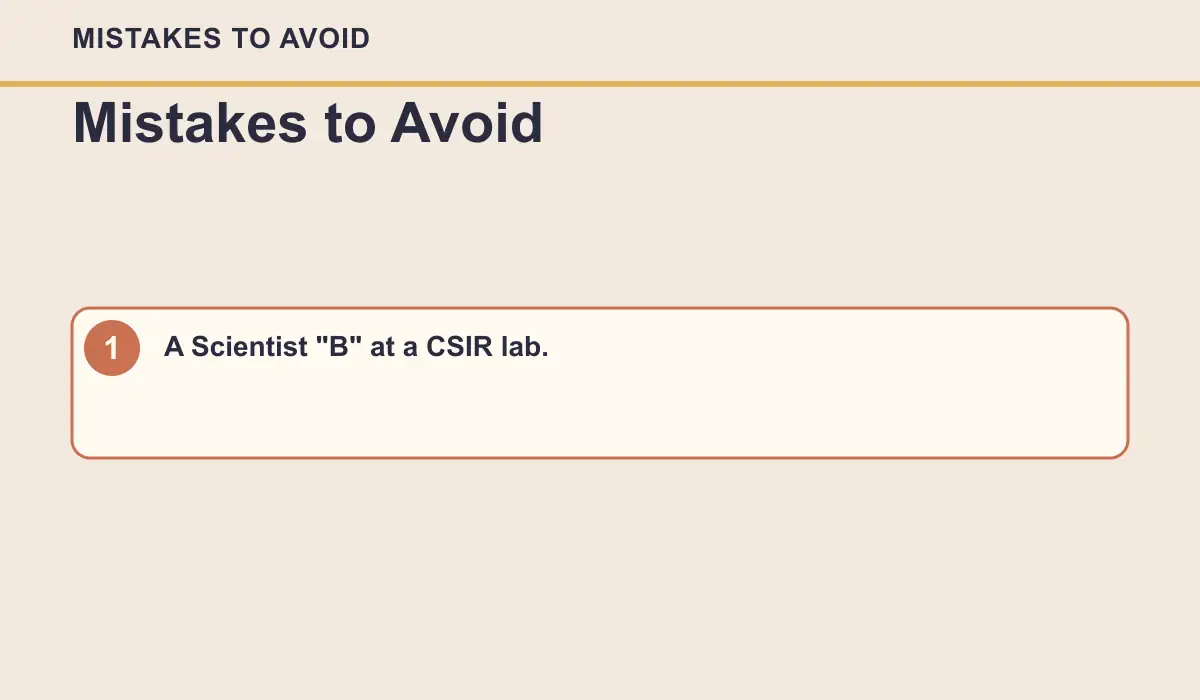 MISTAKES TO AVOID
Mistakes to Avoid
1 A Scientist "B" at a CSIR lab.